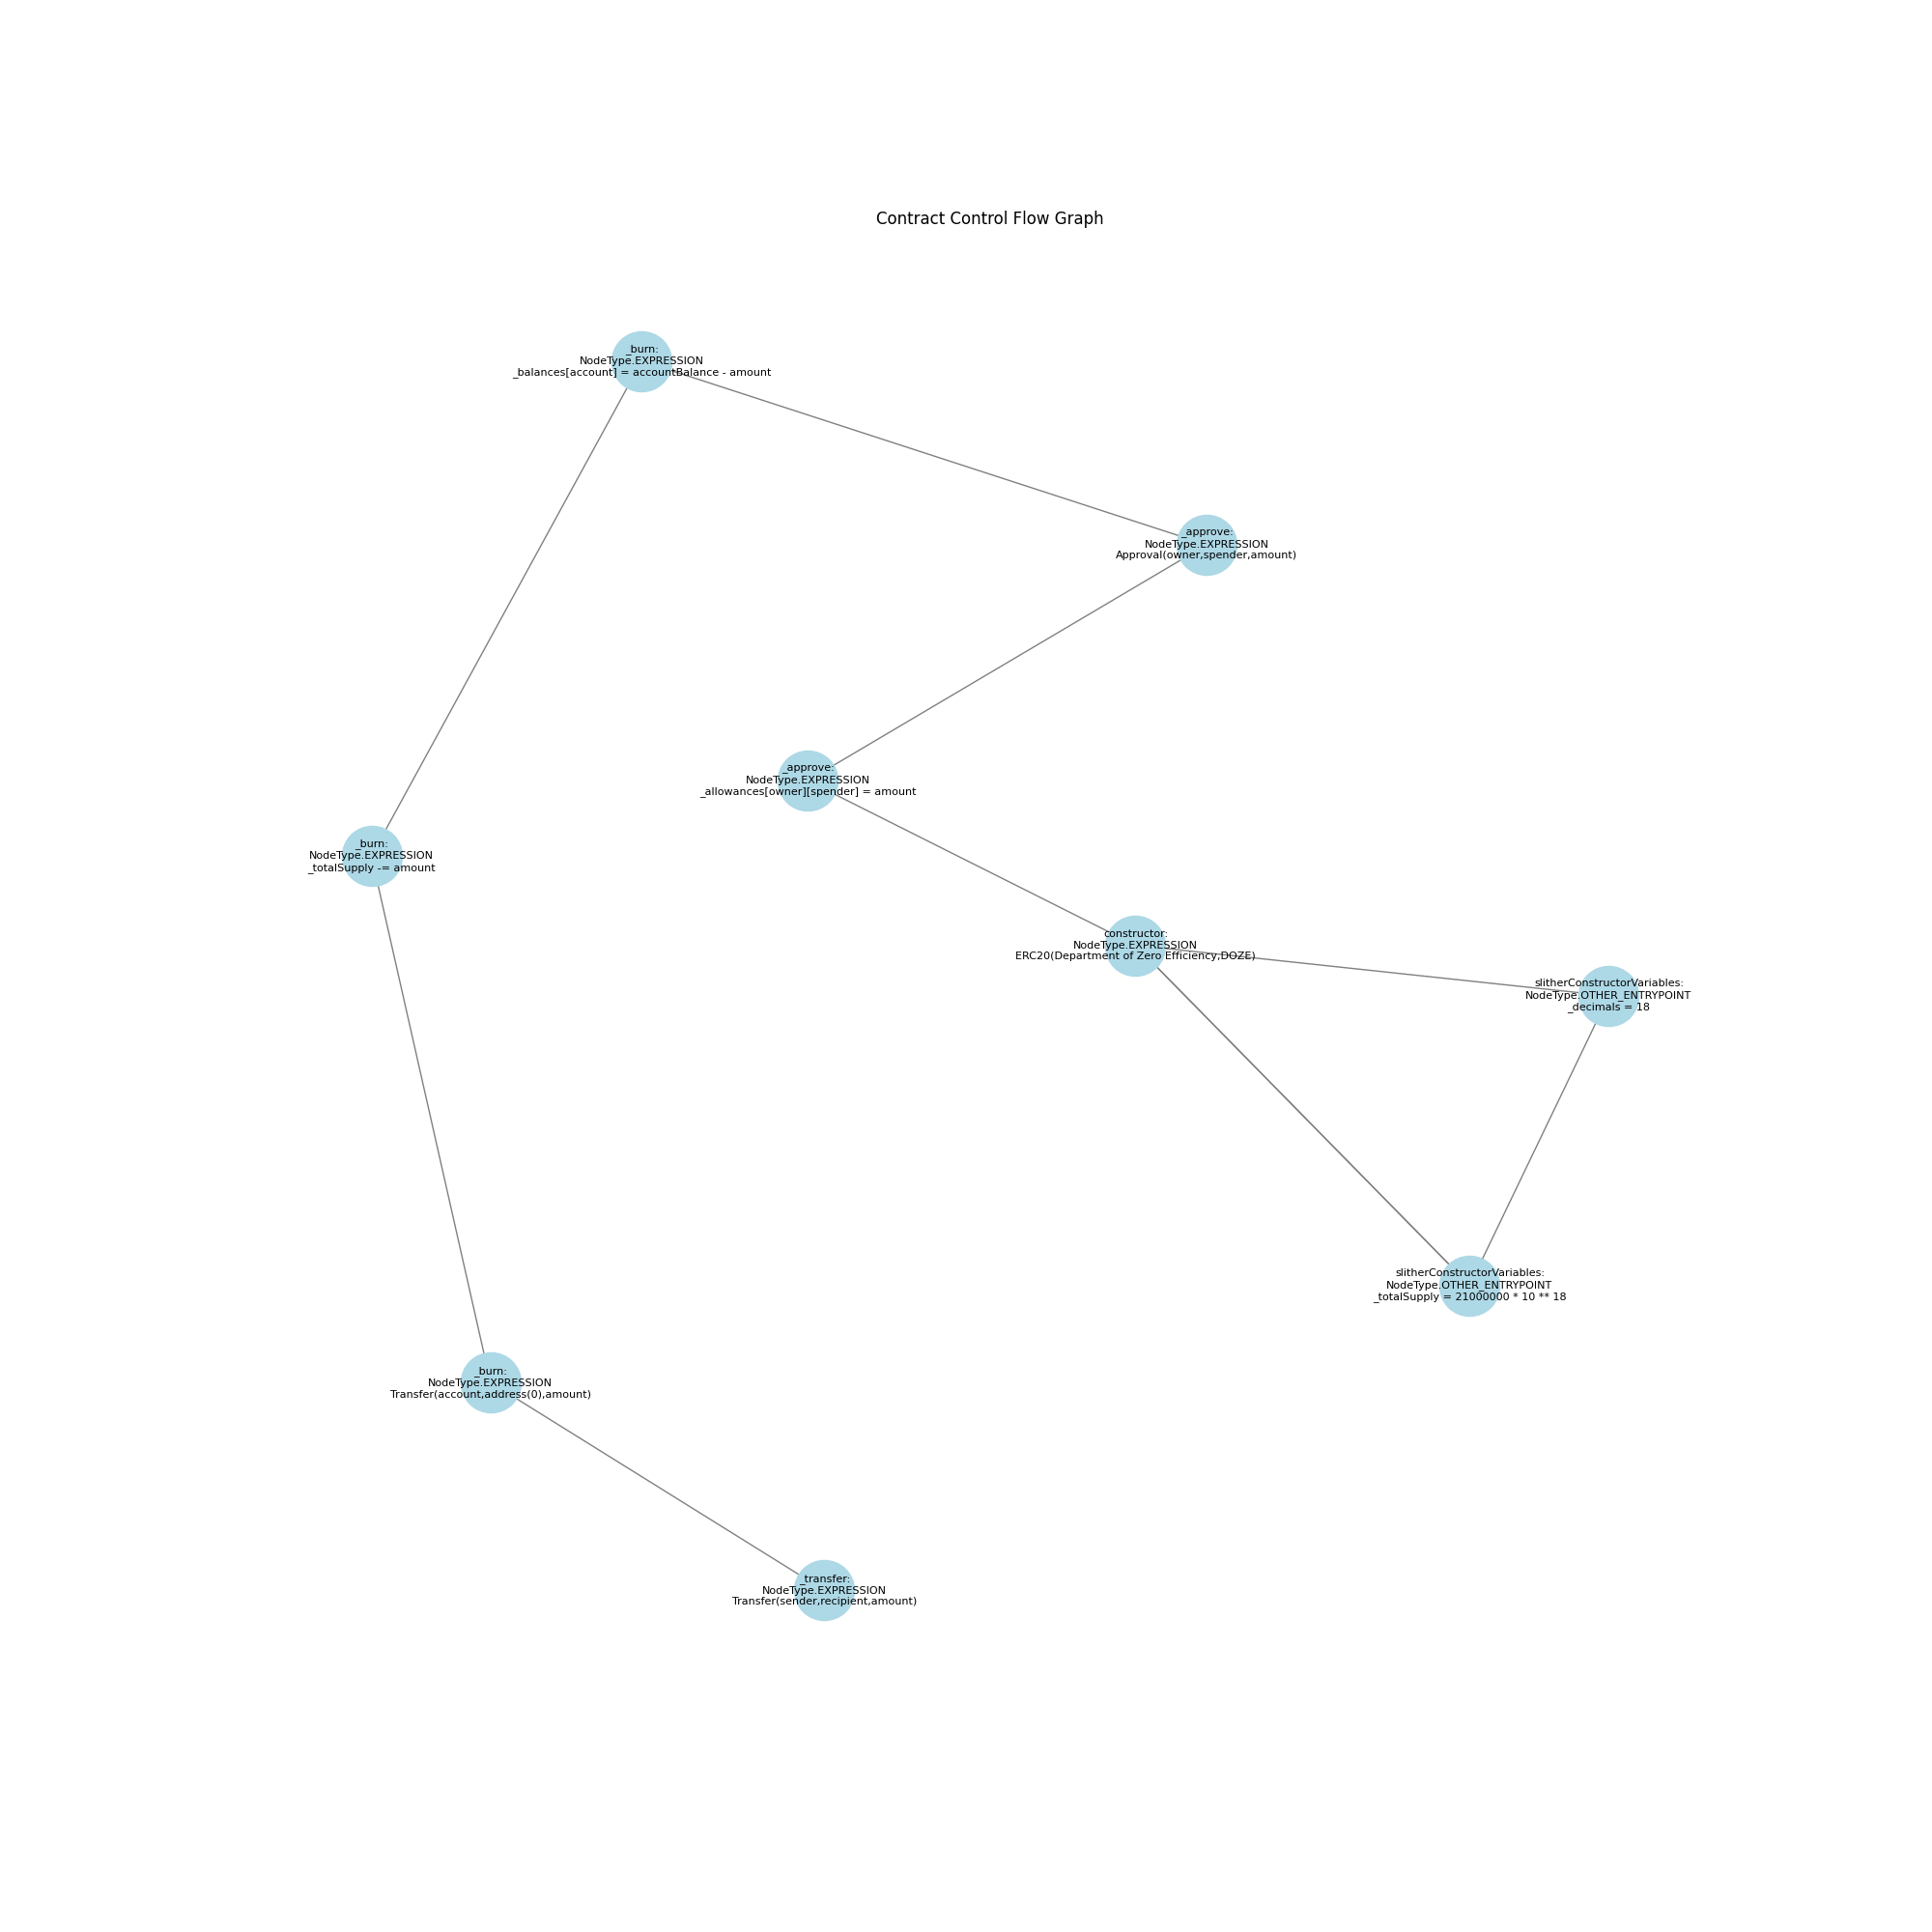 Contract Control Flow Graph
_burn:
NodeType.EXPRESSION
_balances[account] = accountBalance - amount
_approve:
NodeType.EXPRESSION
Approval(owner,spender,amount)
_approve:
NodeType.EXPRESSION
_allowances[owner][spender] = amount
_burn:
NodeType.EXPRESSION
_totalSupply -= amount
constructor:
NodeType.EXPRESSION
ERC20(Department of Zero Efficiency,DOZE)
slitherConstructorVariables:
NodeType.OTHER_ENTRYPOINT
_decimals = 18
slitherConstructorVariables:
NodeType.OTHER_ENTRYPOINT
_totalSupply = 21000000 * 10 ** 18
_burn:
NodeType.EXPRESSION
Transfer(account,address(0),amount)
_transfer:
NodeType.EXPRESSION
Transfer(sender,recipient,amount)